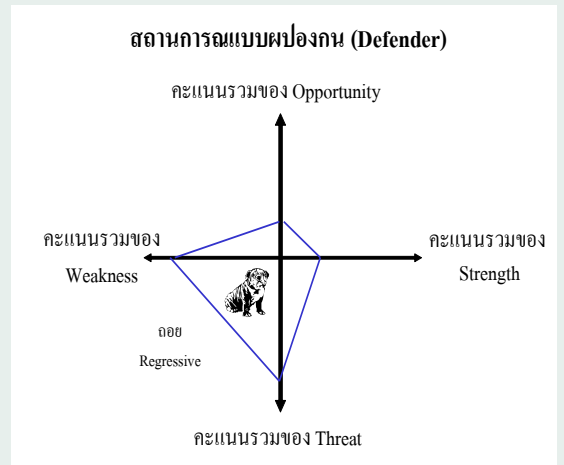 สถานการณแบบผปองกน (Defender)
คะแนนรวมของ Opportunity
คะแนนรวมของ
Weakness
คะแนนรวมของ
Strength
ถอย
Regressive
คะแนนรวมของ Threat